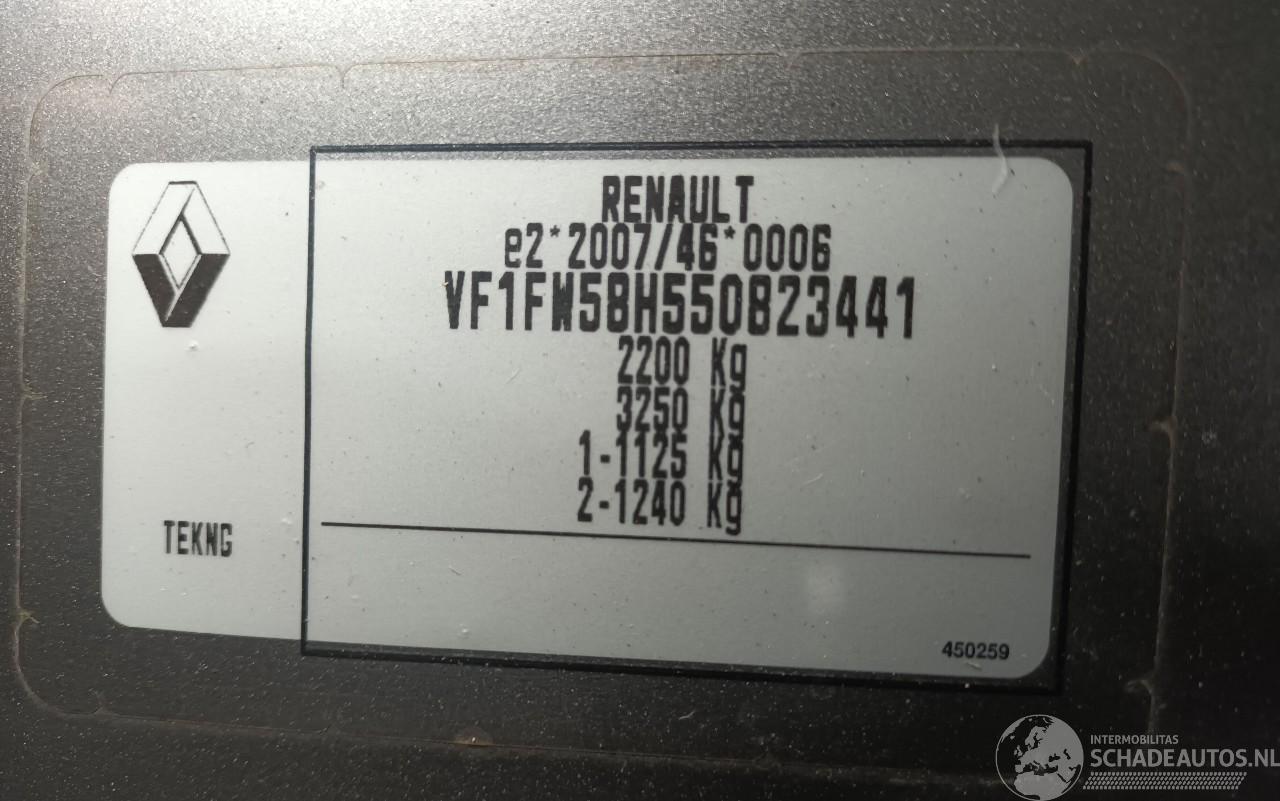 RENAULT
e2*2007/46*0006
VF1FW58H550823441
2200 Kg
3250 Kg
1-1125 Kg
2-1240 Kg
TEKNG
450259
INTERMOBILITAS
SCHADEAUTOS.NL